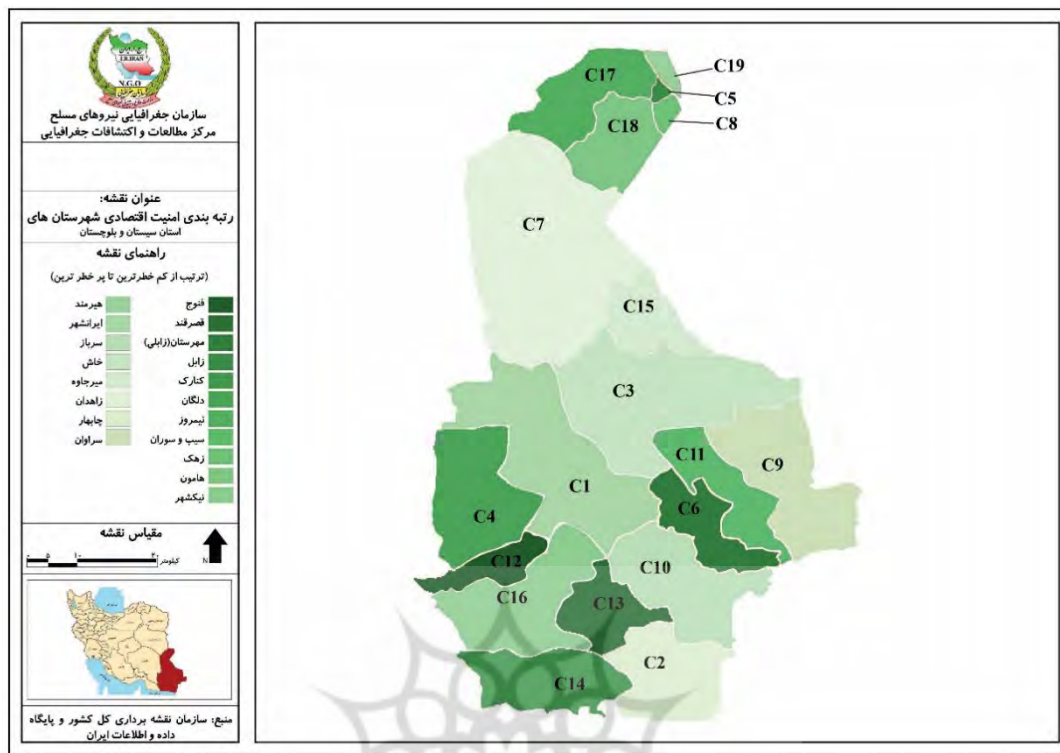 I.R.IRAN
N.G.O
سازمان جغرافیایی نیروهای مسلح
مرکز مطالعات و اکتشافات جغرافیایی
عنوان نقشه:
رتبه بندی امنیت اقتصادی شهرستان های
استان سیستان و بلوچستان
راهنمای نقشه
(ترتیب از کم خطرترین تا پر خطر ترین)
فنوج
قصرقند
مهرستان(زابلی)
زابل
کنارک
دلگان
نیمروز
سیب و سوران
زهک
هامون
نیکشهر
هیرمند
ایرانشهر
سرباز
خاش
میرجاوه
زاهدان
چابهار
سراوان
مقیاس نقشه
کیلومتر
N
منبع: سازمان نقشه برداری کل کشور و پایگاه
داده و اطلاعات ایران
C17
C19
C5
C8
C18
C7
C15
C3
C11
C9
C1
C6
C4
C12
C10
C16
C13
C2
C14